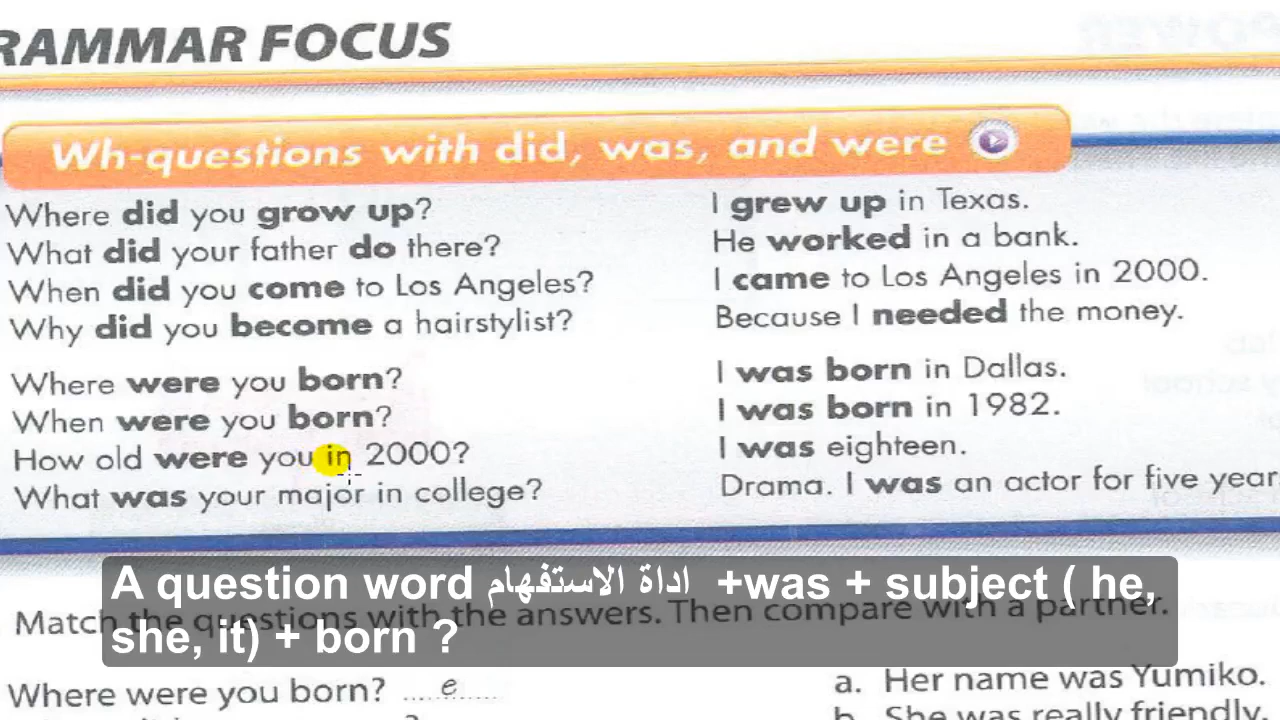 RAMMAR FOCUS
Wh-questions with did, was, and were
Where did you grow up? I grew up in Texas.
What did your father do there? He worked in a bank.
When did you come to Los Angeles? I came to Los Angeles in 2000.
Why did you become a hairstylist? Because I needed the money.
Where were you born? I was born in Dallas.
When were you born? I was born in 1982.
How old were you in 2000? I was eighteen.
What was your major in college? Drama. I was an actor for five year
A question word اداة الاستفهام +was + subject ( he,
she, it) + born ?
Match the questions with the answers. Then compare with a partner.
Where were you born? e a. Her name was Yumiko.
She was really friendly.